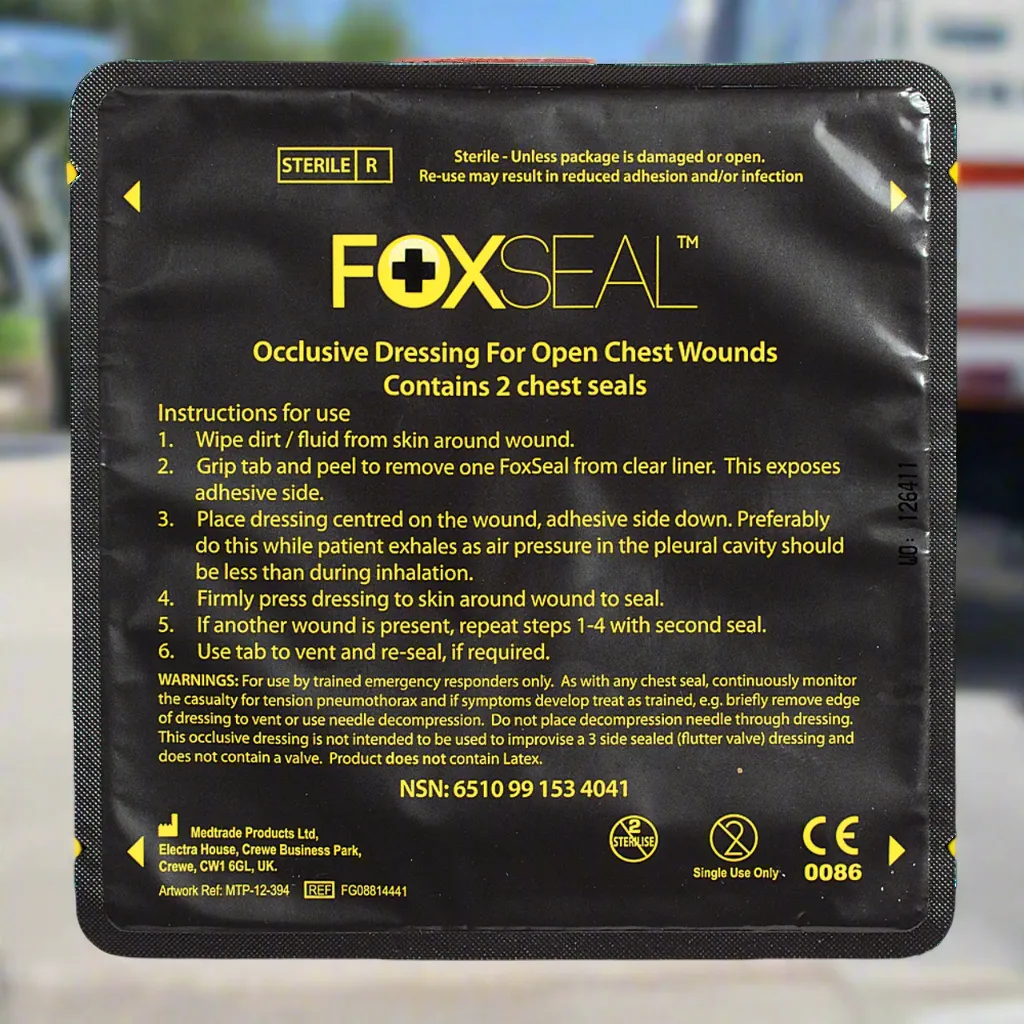 STERILE R
Sterile - Unless package is damaged or open.
Re-use may result in reduced adhesion and/or infection
FOXSEAL™
Occlusive Dressing For Open Chest Wounds
Contains 2 chest seals
Instructions for use
1. Wipe dirt / fluid from skin around wound.
2. Grip tab and peel to remove one FoxSeal from clear liner. This exposes
adhesive side.
3. Place dressing centred on the wound, adhesive side down. Preferably
do this while patient exhales as air pressure in the pleural cavity should
be less than during inhalation.
4. Firmly press dressing to skin around wound to seal.
5. If another wound is present, repeat steps 1-4 with second seal.
6. Use tab to vent and re-seal, if required.
WARNINGS: For use by trained emergency responders only. As with any chest seal, continuously monitor
the casualty for tension pneumothorax and if symptoms develop treat as trained, e.g. briefly remove edge
of dressing to vent or use needle decompression. Do not place decompression needle through dressing.
This occlusive dressing is not intended to be used to improvise a 3 side sealed (flutter valve) dressing and
does not contain a valve. Product does not contain Latex.
NSN: 6510 99 153 4041
WO: 126411
Medtrade Products Ltd,
Electra House, Crewe Business Park,
Crewe, CW1 6GL, UK.
Artwork Ref: MTP-12-394 REF FG08814441
2
STERILISE
2
Single Use Only.
CE
0086